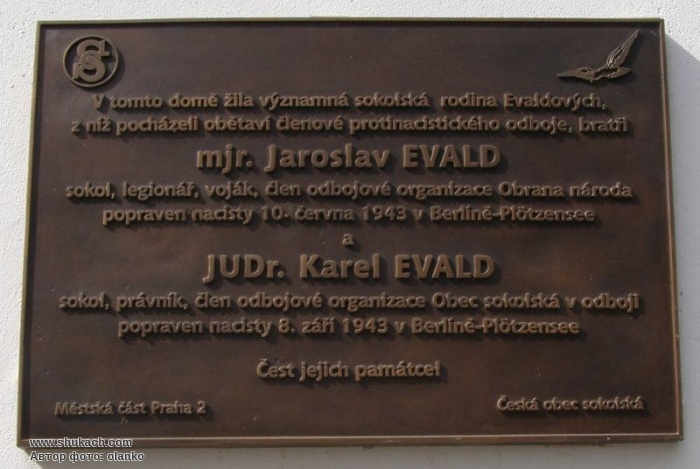 V tomto domě žila významná sokolská rodina Evaldových,
z níž pocházeli obětaví členové protinacistického odboje, bratři
mjr. Jaroslav EVALD
sokol, legionář, voják, člen odbojové organizace Obrana národa
popraven nacisty 10. června 1943 v Berlíně-Plötzensee
a
JUDr. Karel EVALD
sokol, právník, člen odbojové organizace Obec sokolská v odboji
popraven nacisty 8. září 1943 v Berlíně-Plötzensee
Čest jejich památce!
Městská část Praha 2
Česká obec sokolská
www.shukach.com
Автор фото: olanko